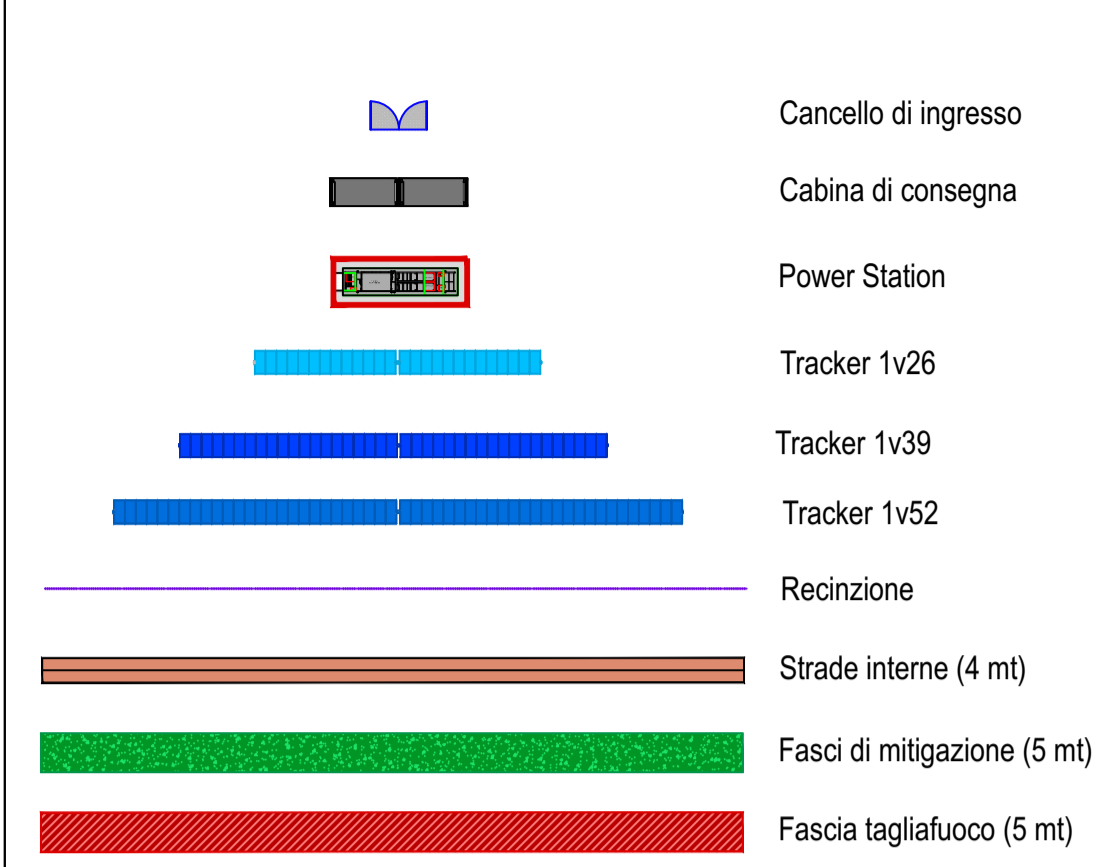 Cancello di ingresso
Cabina di consegna
Power Station
Tracker 1v26
Tracker 1v39
Tracker 1v52
Recinzione
Strade interne (4 mt)
Fasci di mitigazione (5 mt)
Fascia tagliafuoco (5 mt)